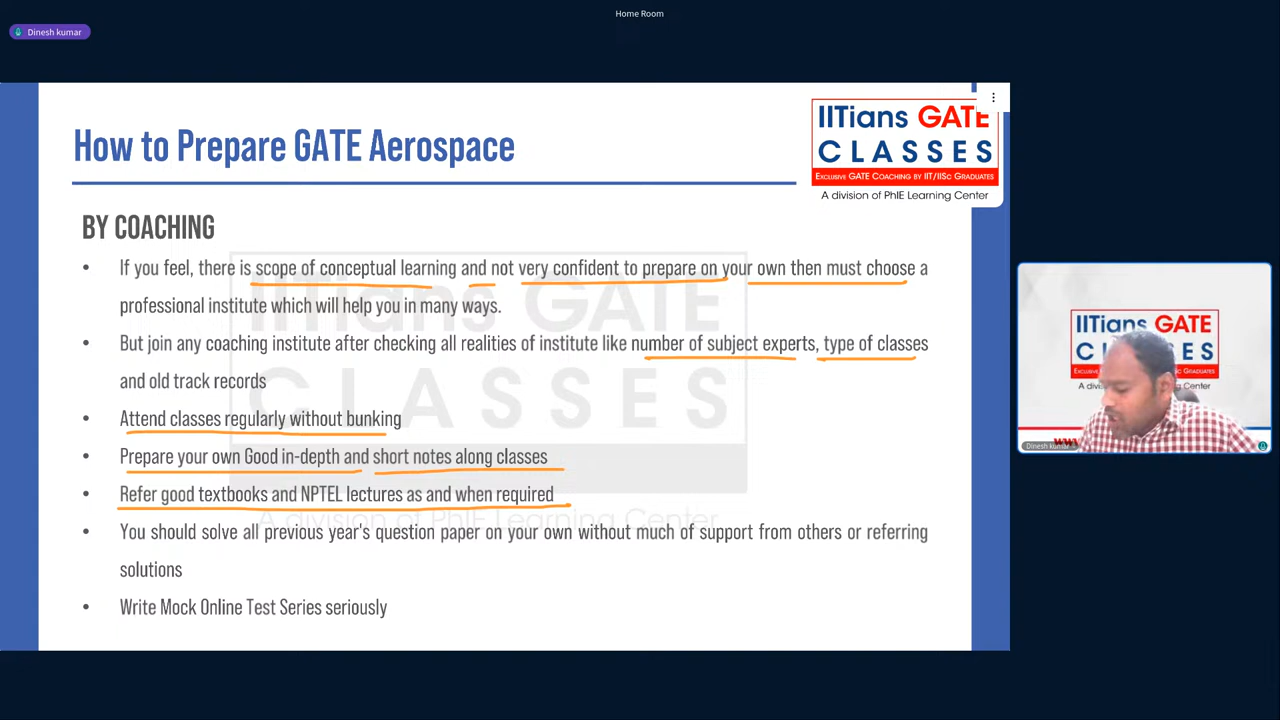 Home Room
Dinesh kumar
How to Prepare GATE Aerospace
IITians GATE
CLASSES
EXCLUSIVE GATE COACHING BY IIT/IISc GRADUATES
A division of PhIE Learning Center
BY COACHING
• If you feel, there is scope of conceptual learning and not very confident to prepare on your own then must choose a
professional institute which will help you in many ways.
• But join any coaching institute after checking all realities of institute like number of subject experts, type of classes
and old track records
• Attend classes regularly without bunking
• Prepare your own Good in-depth and short notes along classes
• Refer good textbooks and NPTEL lectures as and when required
• You should solve all previous year's question paper on your own without much of support from others or referring
solutions
• Write Mock Online Test Series seriously
IITians GATE
CLASSES
A division of PhIE Learning Center
IITians GATE
Dinesh kumar